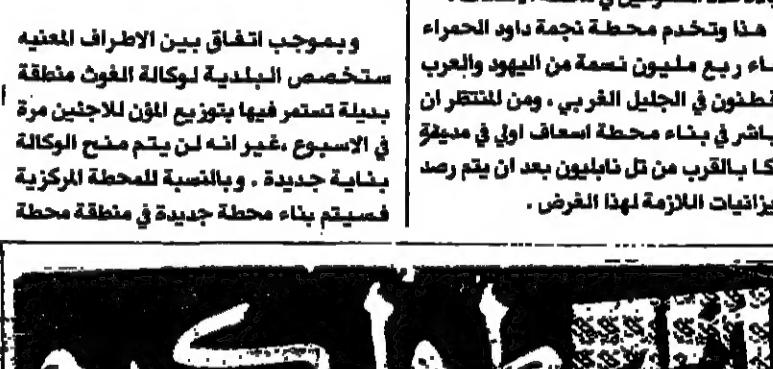 هذا وتخدم محطة نجمة داود الحمراء
ربع مليون نسمة من اليهود والعرب
في الجليل الغربي . ومن المنتظر ان
في بناء محطة اسعاف اولي في مدينة
بالقرب من تل نابليون بعد ان يتم رصد
اللازمة لهذا الغرض .
وبموجب اتفاق بين الاطراف المعنيه
ستخصص البلدية لوكالة الغوث منطقة
بديلة تستمر فيها بتوزيع المؤن للاجئين مرة
في الاسبوع ،غير انه لن يتم منح الوكالة
بناية جديدة . وبالنسبة للمحطة المركزية
فسيتم بناء محطة جديدة في منطقة محطة